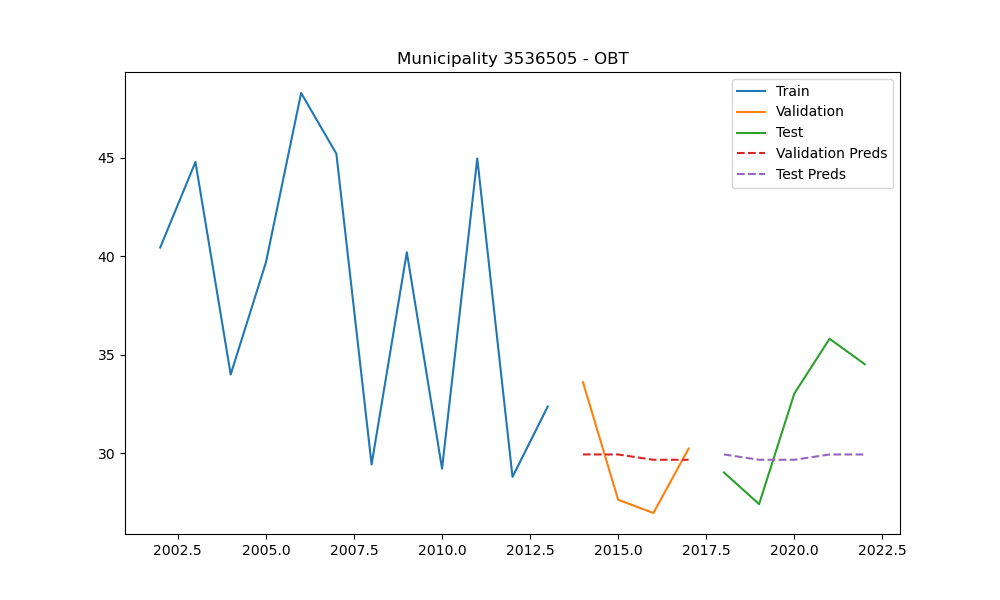 Municipality 3536505 - OBT
Train
Validation
Test
Validation Preds
Test Preds
45
40
35
30
2002.5 2005.0 2007.5 2010.0 2012.5 2015.0 2017.5 2020.0 2022.5